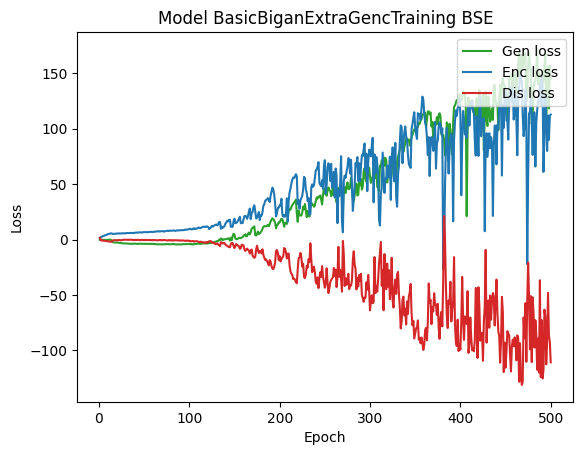 Model BasicBiganExtraGencTraining BSE
Gen loss
Enc loss
Dis loss
150
100
50
0
−50
−100
Loss
0
100
200
300
400
500
Epoch